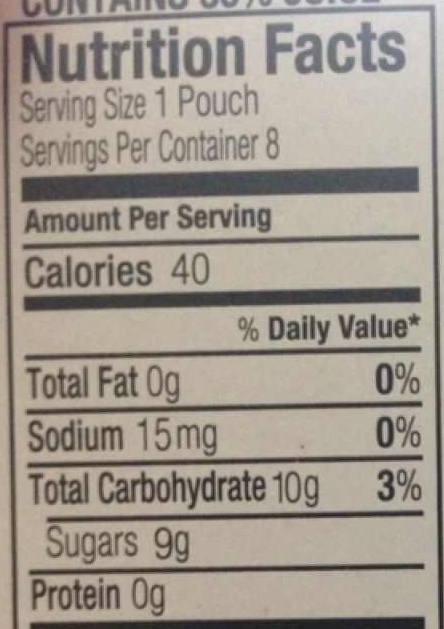 Nutrition Facts
Serving Size 1 Pouch
Servings Per Container 8
Amount Per Serving
Calories 40
% Daily Value*
Total Fat 0g 0%
Sodium 15mg 0%
Total Carbohydrate 10g 3%
Sugars 9g
Protein 0g